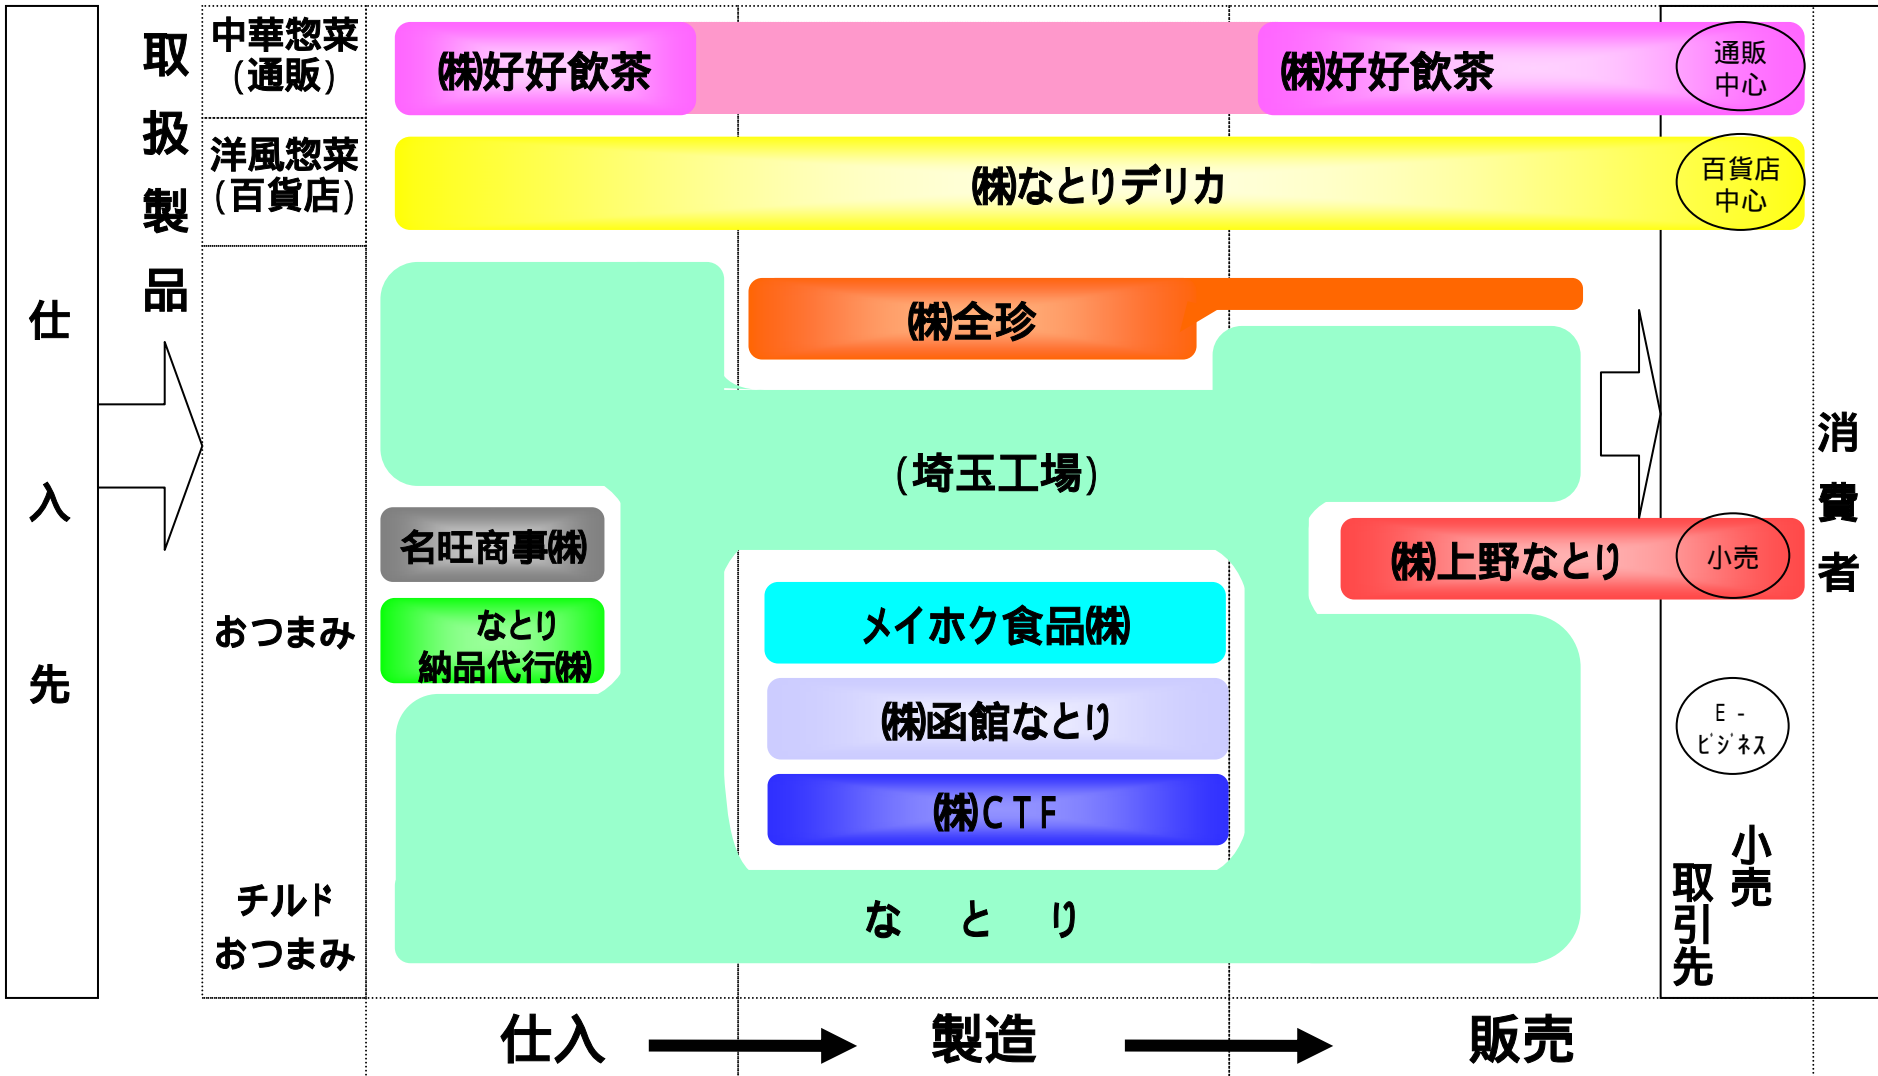 仕入先
取扱製品
中華惣菜
(通販)
㈱好好飲茶
㈱好好飲茶
通販
中心
洋風惣菜
(百貨店)
㈱なとりデリカ
百貨店
中心
㈱全珍
(埼玉工場)
名旺商事㈱
なとり
納品代行㈱
おつまみ
メイホク食品㈱
㈱函館なとり
㈱CTF
㈱上野なとり
小売
E-
ﾋﾞｼﾞﾈｽ
チルド
おつまみ
なとり
小売
取引先
消費者
仕入
製造
販売